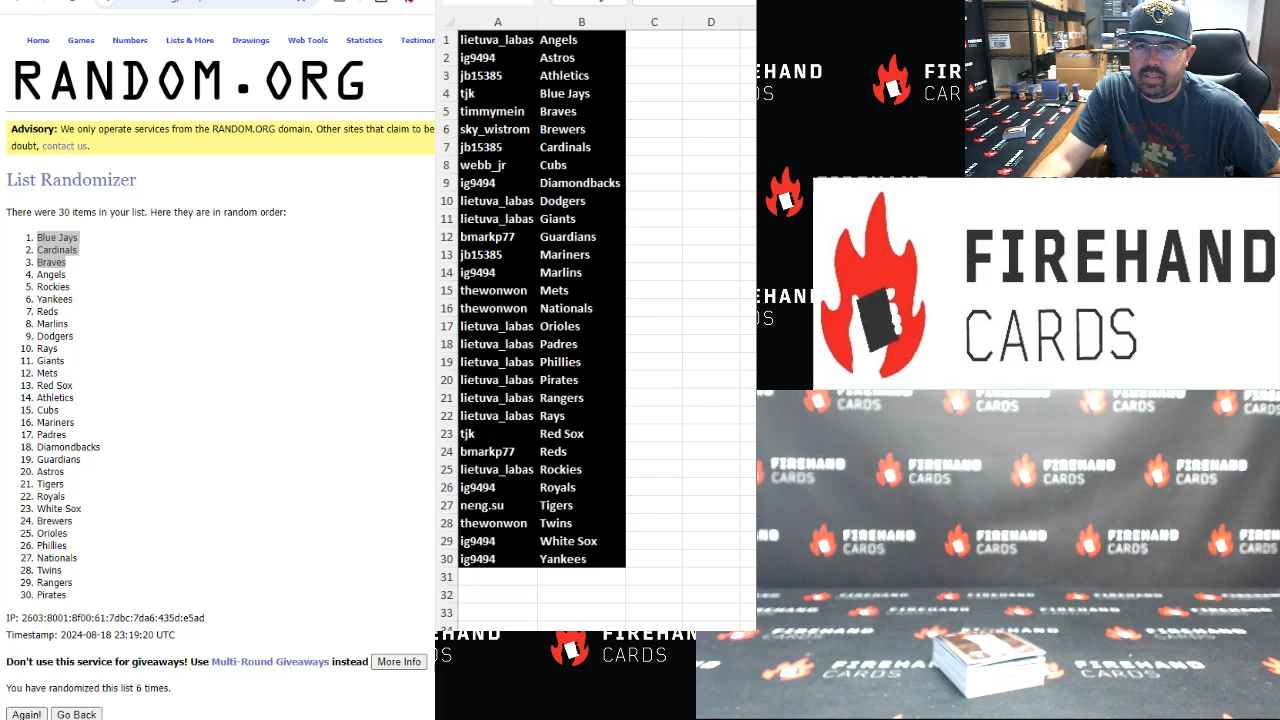 Home Games Numbers Lists & More Drawings Web Tools Statistics Testimor
RANDOM.ORG
Advisory: We only operate services from the RANDOM.ORG domain. Other sites that claim to be
doubt, contact us.
List Randomizer
There were 30 items in your list. Here they are in random order:
1. Blue Jays
2. Cardinals
3. Braves
4. Angels
5. Rockies
6. Yankees
7. Reds
8. Marlins
9. Dodgers
10. Rays
11. Giants
12. Mets
13. Red Sox
14. Athletics
15. Cubs
16. Mariners
17. Padres
18. Diamondbacks
19. Guardians
20. Astros
21. Tigers
22. Royals
23. White Sox
24. Brewers
25. Orioles
26. Phillies
27. Nationals
28. Twins
29. Rangers
30. Pirates
IP: 2603:8001:8f00:61:7dbc:7da6:435d:e5ad
Timestamp: 2024-08-18 23:19:20 UTC
Don't use this service for giveaways! Use Multi-Round Giveaways instead More Info
You have randomized this list 6 times.
Again! Go Back
A B C D
1 lietuva_labas Angels
2 ig9494 Astros
3 jb15385 Athletics
4 tjk Blue Jays
5 timmymein Braves
6 sky_wistrom Brewers
7 jb15385 Cardinals
8 webb_jr Cubs
9 ig9494 Diamondbacks
10 lietuva_labas Dodgers
11 lietuva_labas Giants
12 bmarkp77 Guardians
13 jb15385 Mariners
14 ig9494 Marlins
15 thewonwon Mets
16 thewonwon Nationals
17 lietuva_labas Orioles
18 lietuva_labas Padres
19 lietuva_labas Phillies
20 lietuva_labas Pirates
21 lietuva_labas Rangers
22 lietuva_labas Rays
23 tjk Red Sox
24 bmarkp77 Reds
25 lietuva_labas Rockies
26 ig9494 Royals
27 neng.su Tigers
28 thewonwon Twins
29 ig9494 White Sox
30 ig9494 Yankees
31
32
33
FIREHAND
CARDS
FIREHAND
CARDS
FIREHAND
CARDS
FIREHAND
CARDS